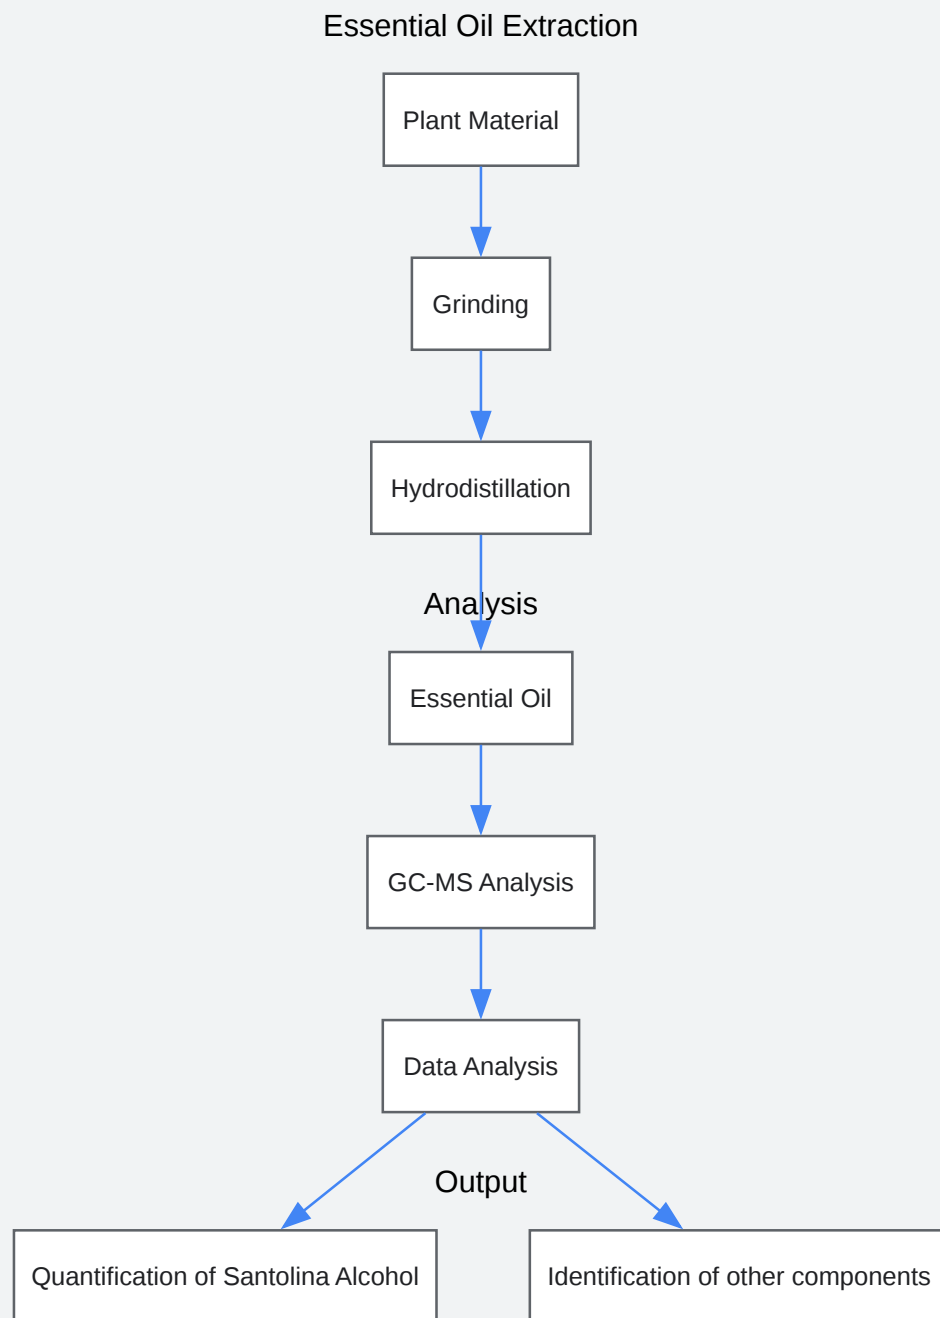 Essential Oil Extraction
Plant Material
Grinding
Hydrodistillation
Analysis
Essential Oil
GC-MS Analysis
Data Analysis
Output
Quantification of Santolina Alcohol
Identification of other components